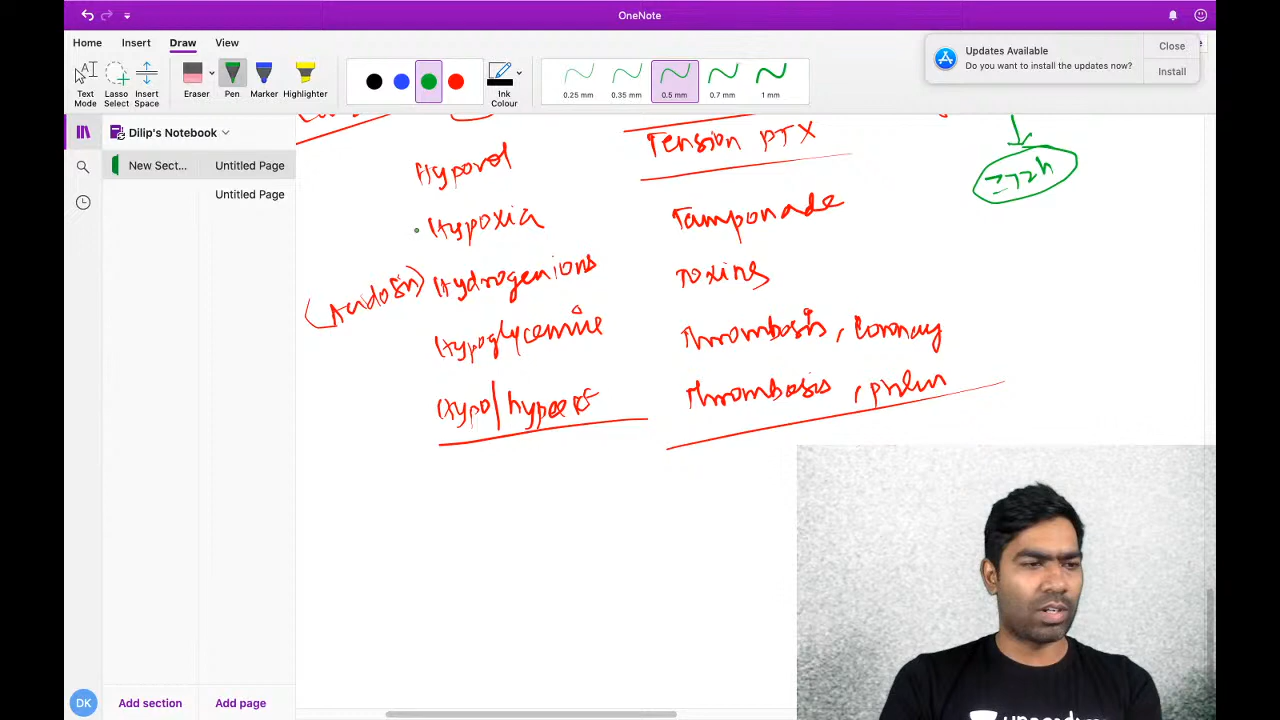 OneNote
Home Insert Draw View
Updates Available
Do you want to install the updates now?
Close
Install
Text Mode
Lasso Select
Insert Space
Eraser
Pen
Marker
Highlighter
Ink Colour
0.25 mm 0.35 mm 0.5 mm 0.7 mm 1 mm
Dilip's Notebook
New Sect... Untitled Page
Untitled Page
Tension PTX
Hypovol
≥72h
Hypoxia Tamponade
(Acidosis) Hydrogenions Toxins
Hypoglycemia Thrombosis, Coronary
Hypo/hyper Thrombosis,
DK Add section Add page